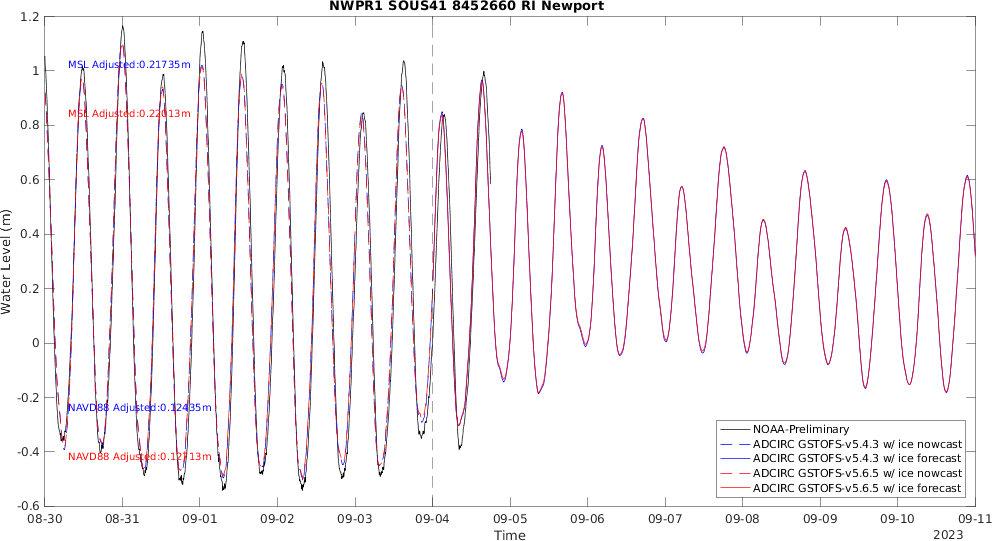 NWPR1 SOUS41 8452660 RI Newport
1.2
1
0.8
0.6
0.4
0.2
0
-0.2
-0.4
-0.6
Water Level (m)
MSL Adjusted:0.21735m
MSL Adjusted:0.22013m
NAVD88 Adjusted:0.12435m
NAVD88 Adjusted:0.12713m
NOAA-Preliminary
ADCIRC GSTOFS-v5.4.3 w/ ice nowcast
ADCIRC GSTOFS-v5.4.3 w/ ice forecast
ADCIRC GSTOFS-v5.6.5 w/ ice nowcast
ADCIRC GSTOFS-v5.6.5 w/ ice forecast
08-30 08-31 09-01 09-02 09-03 09-04 09-05 09-06 09-07 09-08 09-09 09-10 09-11
Time
2023